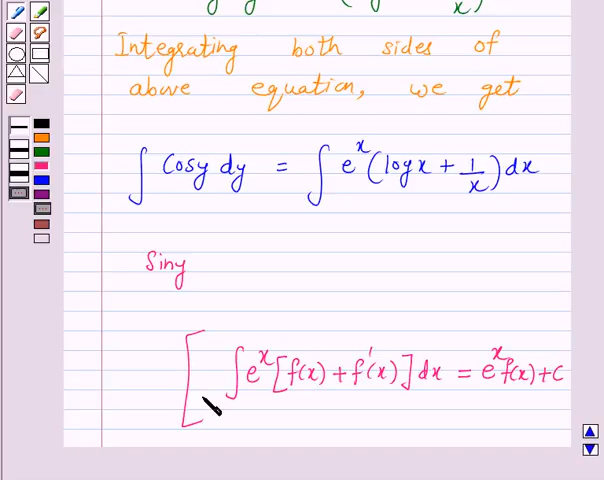 Integrating both sides of
above equation, we get
∫ Cosy dy = ∫ e^x (logx + 1/x) dx
Siny
[ ∫ e^x [f(x) + f'(x)] dx = e^x f(x) + C